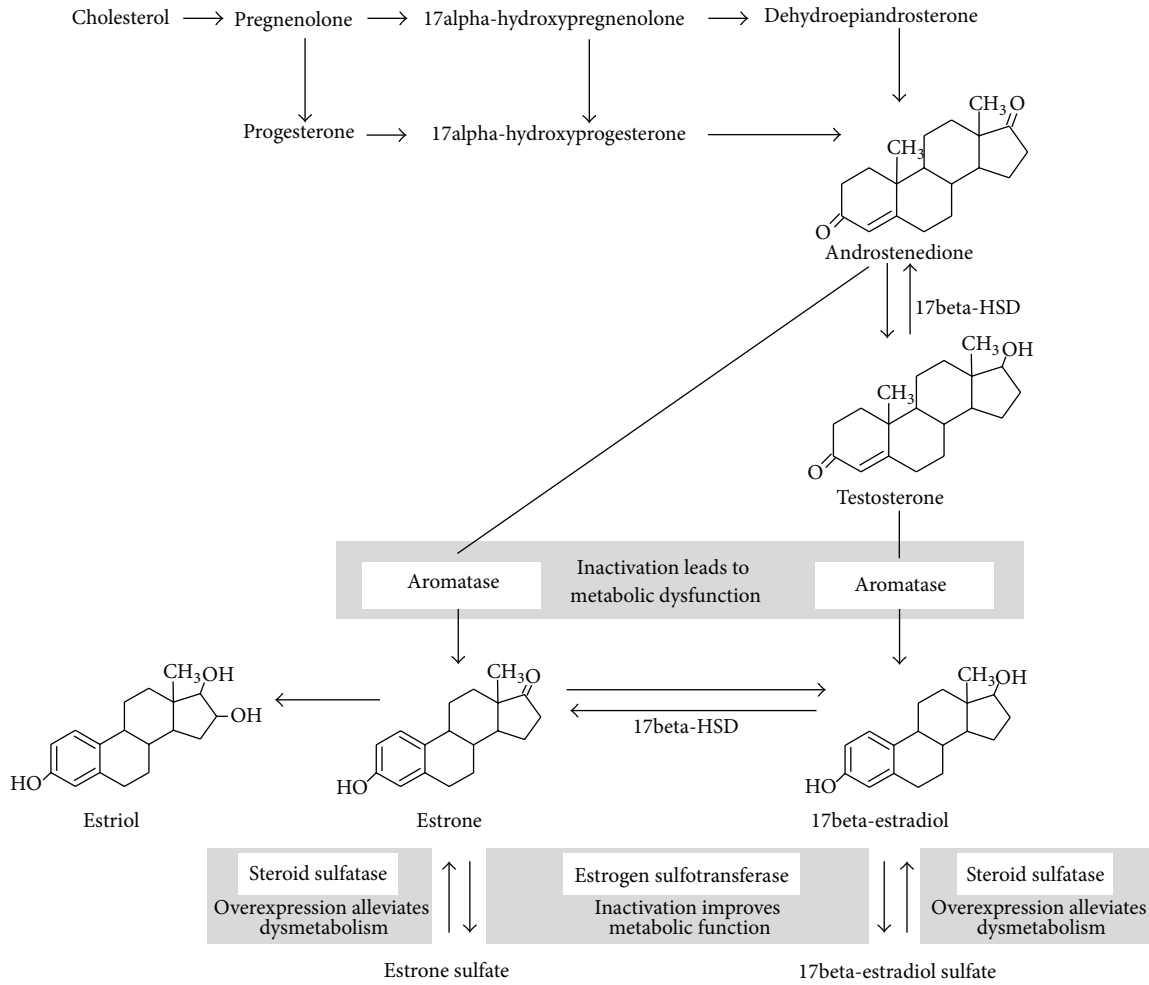 Cholesterol
Pregnenolone
17alpha-hydroxypregnenolone
Dehydroepiandrosterone
Progesterone
17alpha-hydroxyprogesterone
CH3
O
CH3
O
Androstenedione
17beta-HSD
CH3
OH
CH3
O
Testosterone
Aromatase
Inactivation leads to
metabolic dysfunction
Aromatase
CH3
OH
OH
HO
Estriol
CH3
O
HO
Estrone
17beta-HSD
CH3
OH
HO
17beta-estradiol
Steroid sulfatase
Overexpression alleviates
dysmetabolism
Estrogen sulfotransferase
Inactivation improves
metabolic function
Steroid sulfatase
Overexpression alleviates
dysmetabolism
Estrone sulfate
17beta-estradiol sulfate